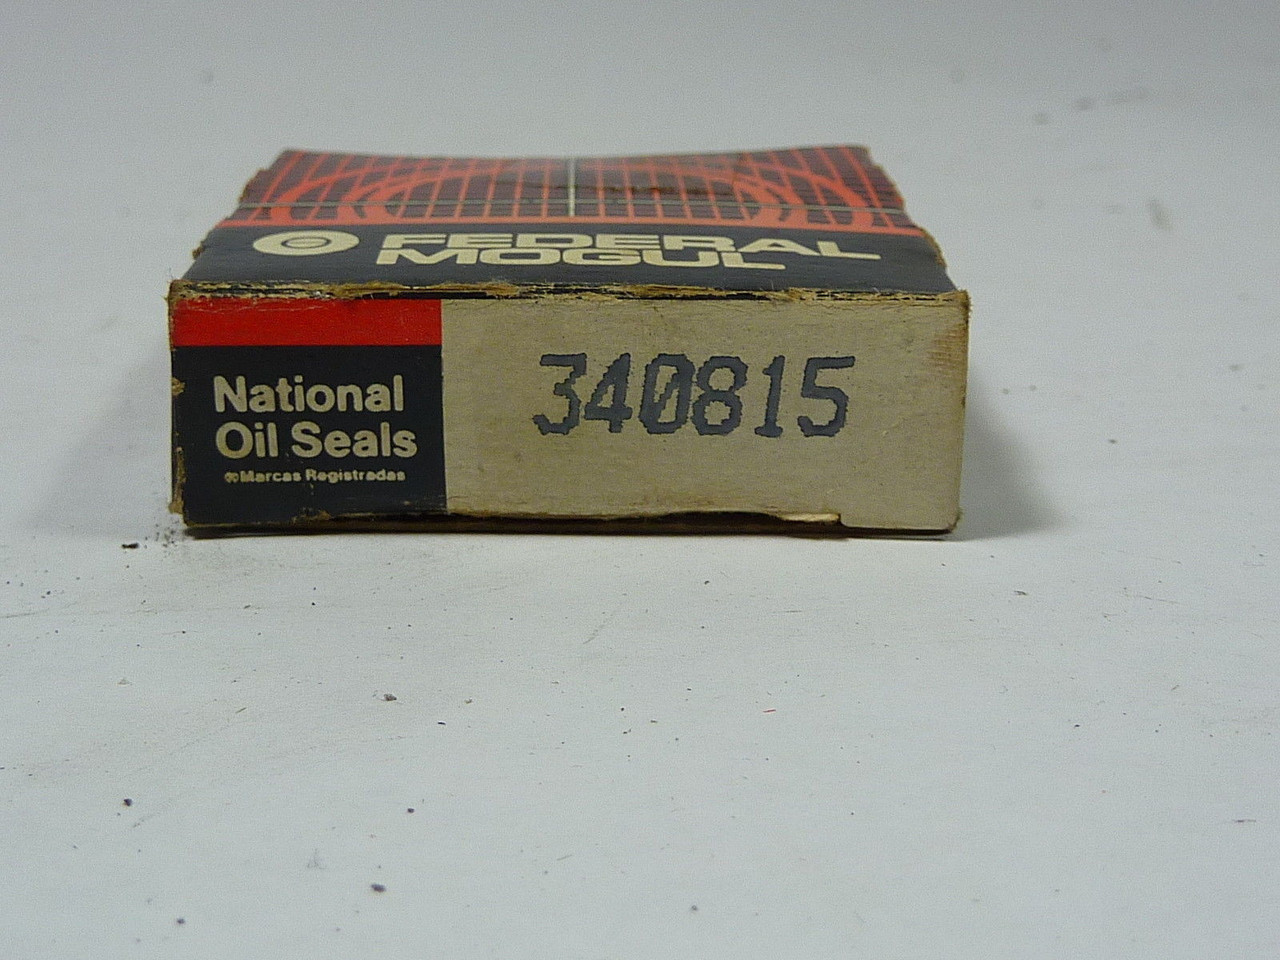 FEDERAL
MOGUL
National
Oil Seals
Marcas Registradas
340815